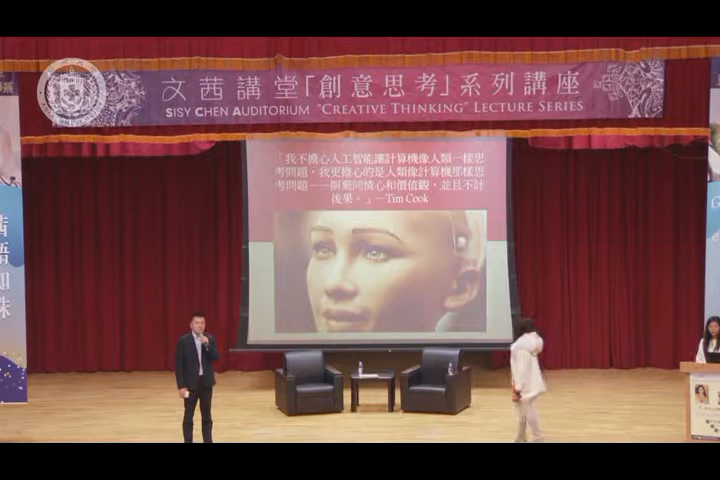 文茜講堂「創意思考」系列講座
SISY CHEN AUDITORIUM "CREATIVE THINKING" LECTURE SERIES
「我不擔心人工智能讓計算機像人類一樣思
考問題，我更擔心的是人類像計算機那樣思
考問題——摒棄同情心和價值觀，並且不計
後果。」—Tim Cook